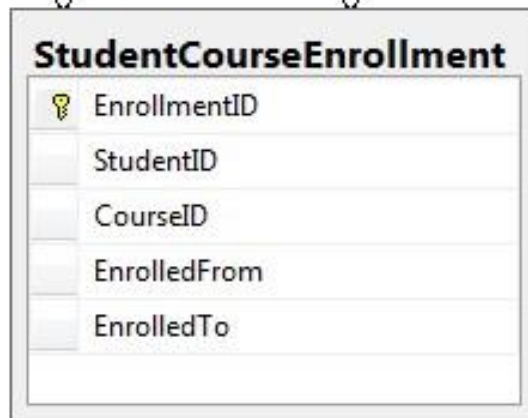 StudentCourseEnrollment
EnrollmentID
StudentID
CourseID
EnrolledFrom
EnrolledTo